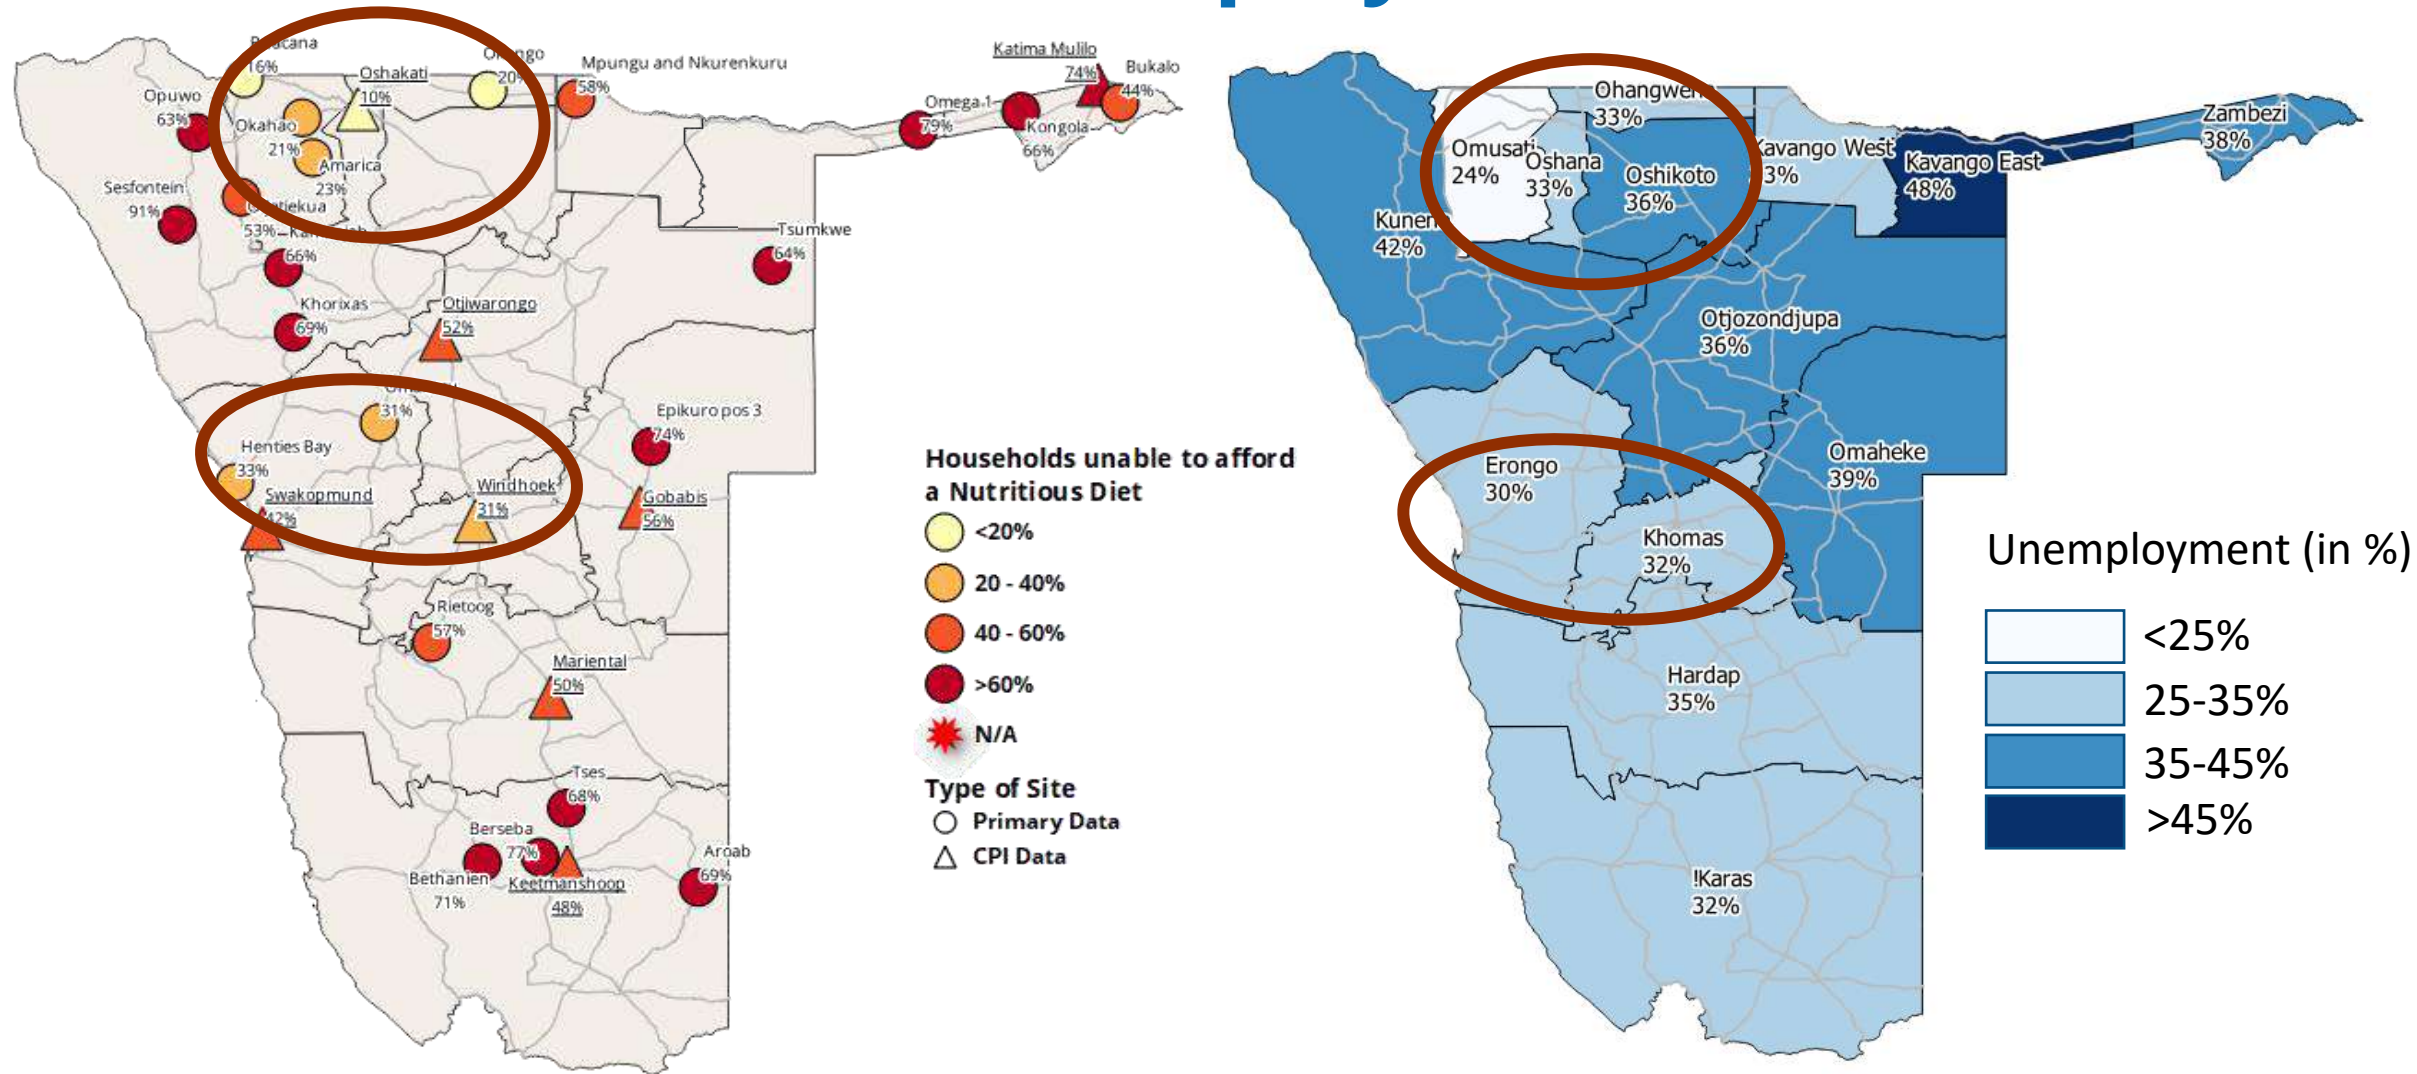 16%
Oshakati
10%
20%
Mpungu and Nkurenkuru
58%
Katima Mulilo
74%
Bukalo
44%
Opuwo
63%
Okahao
21%
Amarica
23%
Omega 1
79%
Kongola
66%
Sesfontein
91%
53%
66%
Tsumkwe
64%
Khorixas
69%
Otjiwarongo
52%
31%
Epikuro pos 3
74%
Henties Bay
33%
Swakopmund
42%
Windhoek
31%
Gobabis
56%
Rietoog
57%
Mariental
50%
Tses
68%
Berseba
77%
Bethanien
71%
Keetmanshoop
48%
Aroab
69%
Households unable to afford
a Nutritious Diet
<20%
20 - 40%
40 - 60%
>60%
N/A
Type of Site
Primary Data
CPI Data
33%
Omusati
24%
Oshana
33%
Oshikoto
36%
Kavango West
Kavango East
48%
Zambezi
38%
42%
Otjozondjupa
36%
Erongo
30%
Khomas
32%
Omaheke
39%
Hardap
35%
!Karas
32%
Unemployment (in %)
<25%
25-35%
35-45%
>45%